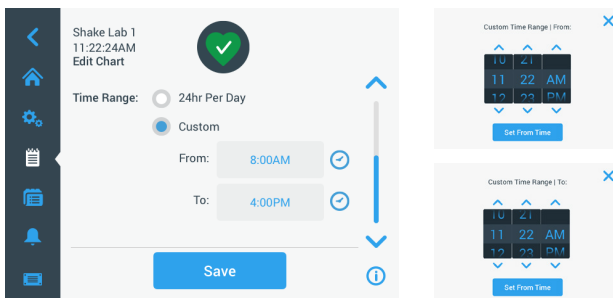 Shake Lab 1
11:22:24AM
Edit Chart
Time Range:
24hr Per Day
Custom
From:
8:00AM
To:
4:00PM
Save
Custom Time Range | From:
10 21
11 22 AM
12 23 PM
Set From Time
Custom Time Range | To:
10 21
11 22 AM
12 23 PM
Set From Time